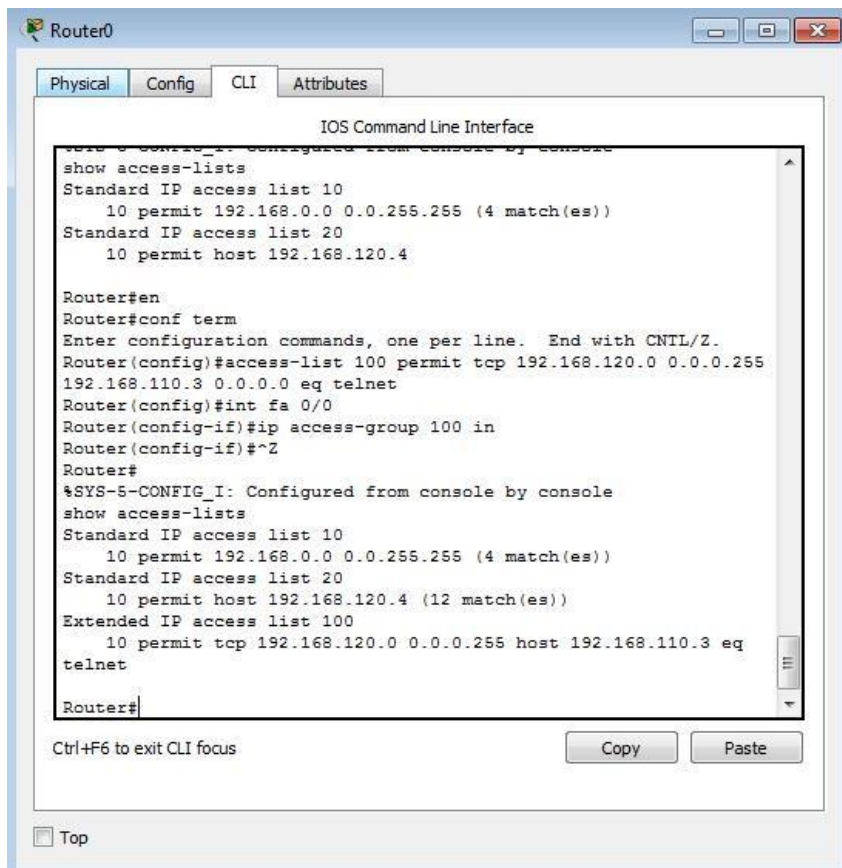 Router0
Physical Config CLI Attributes
IOS Command Line Interface
%SYS-5-CONFIG_I: Configured from console by console
show access-lists
Standard IP access list 10
10 permit 192.168.0.0 0.0.255.255 (4 match(es))
Standard IP access list 20
10 permit host 192.168.120.4
Router#en
Router#conf term
Enter configuration commands, one per line. End with CNTL/Z.
Router(config)#access-list 100 permit tcp 192.168.120.0 0.0.0.255
192.168.110.3 0.0.0.0 eq telnet
Router(config)#int fa 0/0
Router(config-if)#ip access-group 100 in
Router(config-if)#^Z
Router#
%SYS-5-CONFIG_I: Configured from console by console
show access-lists
Standard IP access list 10
10 permit 192.168.0.0 0.0.255.255 (4 match(es))
Standard IP access list 20
10 permit host 192.168.120.4 (12 match(es))
Extended IP access list 100
10 permit tcp 192.168.120.0 0.0.0.255 host 192.168.110.3 eq
telnet
Router#
Ctrl+F6 to exit CLI focus
Copy Paste
Top